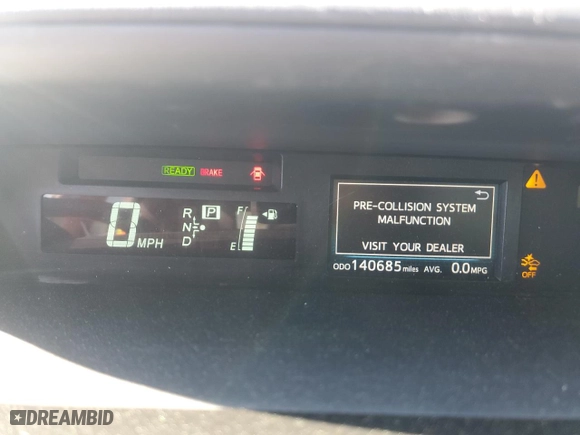 READY BRAKE
0 MPH
R
N
D
P
F
E
PRE-COLLISION SYSTEM
MALFUNCTION
VISIT YOUR DEALER
ODO 140685 miles AVG. 0.0 MPG
OFF
DREAMBID